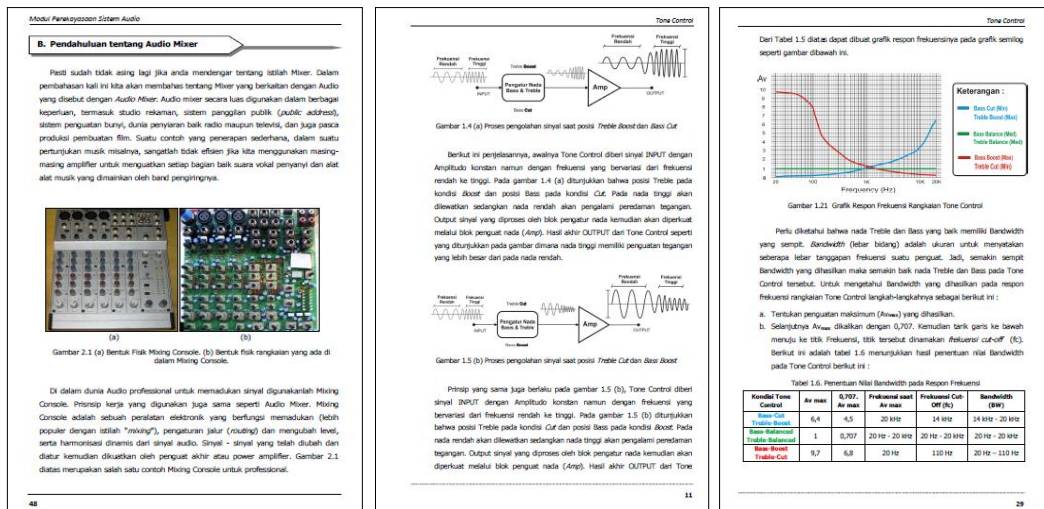 Modul Perekayasaan Sistem Audio
B. Pendahuluan tentang Audio Mixer
Pasti sudah tidak asing lagi jika anda mendengar tentang istilah Mixer. Dalam
pembahasan kali ini kita akan membahas tentang Mixer yang berkaitan dengan Audio
yang disebut dengan Audio Mixer. Audio mixer secara luas digunakan dalam berbagai
keperluan, termasuk studio rekaman, sistem panggilan publik (public address),
sistem penguatan bunyi, dunia penyiaran baik radio maupun televisi, dan juga pasca
produksi pembuatan film. Suatu contoh yang penerapan sederhana, dalam suatu
pertunjukan musik misalnya, sangatlah tidak efisien jika kita menggunakan masing-
masing amplifier untuk menguatkan setiap bagian baik suara vokal penyanyi dan alat
alat musik yang dimainkan oleh band pengiringnya.
(a) (b)
Gambar 2.1 (a) Bentuk Fisik Mixing Console. (b) Bentuk fisik rangkaian yang ada di
dalam Mixing Console.
Di dalam dunia Audio professional untuk memadukan sinyal digunakanlah Mixing
Console. Prisnsip kerja yang digunakan juga sama seperti Audio Mixer. Mixing
Console adalah sebuah peralatan elektronik yang berfungsi memadukan (lebih
populer dengan istilah "mixing"), pengaturan jalur (routing) dan mengubah level,
serta harmonisasi dinamis dari sinyal audio. Sinyal - sinyal yang telah diubah dan
diatur kemudian dikuatkan oleh penguat akhir atau power amplifier. Gambar 2.1
diatas merupakan salah satu contoh Mixing Console untuk professional.
48
Tone Control
Frekuensi Rendah Frekuensi Tinggi
Frekuensi Rendah Frekuensi Tinggi
Treble Boost
Pengatur Nada
Bass & Treble
Amp
INPUT
OUTPUT
Bass Cut
Gambar 1.4 (a) Proses pengolahan sinyal saat posisi Treble Boost dan Bass Cut
Berikut ini penjelasannya, awalnya Tone Control diberi sinyal INPUT dengan
Amplitudo konstan namun dengan frekuensi yang bervariasi dari frekuensi
rendah ke tinggi. Pada gambar 1.4 (a) ditunjukkan bahwa posisi Treble pada
kondisi Boost dan posisi Bass pada kondisi Cut. Pada nada tinggi akan
dilewatkan sedangkan nada rendah akan pengalami peredaman tegangan.
Output sinyal yang diproses oleh blok pengatur nada kemudian akan diperkuat
melalui blok penguat nada (Amp). Hasil akhir OUTPUT dari Tone Control seperti
yang ditunjukkan pada gambar dimana nada tinggi memiliki penguatan tegangan
yang lebih besar dari pada nada rendah.
Frekuensi Rendah Frekuensi Tinggi
Frekuensi Rendah Frekuensi Tinggi
Treble Cut
Pengatur Nada
Bass & Treble
Amp
INPUT
OUTPUT
Bass Boost
Gambar 1.5 (b) Proses pengolahan sinyal saat posisi Treble Cut dan Bass Boost
Prinsip yang sama juga berlaku pada gambar 1.5 (b), Tone Control diberi
sinyal INPUT dengan Amplitudo konstan namun dengan frekuensi yang
bervariasi dari frekuensi rendah ke tinggi. Pada gambar 1.5 (b) ditunjukkan
bahwa posisi Treble pada kondisi Cut dan posisi Bass pada kondisi Boost. Pada
nada rendah akan dilewatkan sedangkan nada tinggi akan pengalami peredaman
tegangan. Output sinyal yang diproses oleh blok pengatur nada kemudian akan
diperkuat melalui blok penguat nada (Amp). Hasil akhir OUTPUT dari Tone
11
Tone Control
Dari Tabel 1.5 diatas dapat dibuat grafik respon frekuensinya pada grafik semilog
seperti gambar dibawah ini.
Av
10
9
8
7
6
5
4
3
2
1
0
20 100 1K 10K 20K
Frequency (Hz)
Keterangan :
Bass Cut (Min)
Treble Boost (Max)
Bass Balance (Med)
Treble Balance (Med)
Bass Boost (Max)
Treble Cut (Min)
Gambar 1.21 Grafik Respon Frekuensi Rangkaian Tone Control
Perlu diketahui bahwa nada Treble dan Bass yang baik memiliki Bandwidth
yang sempit. Bandwidth (lebar bidang) adalah ukuran untuk menyatakan
seberapa lebar tanggapan frekuensi suatu penguat. Jadi, semakin sempit
Bandwidth yang dihasilkan maka semakin baik nada Treble dan Bass pada Tone
Control tersebut. Untuk mengetahui Bandwidth yang dihasilkan pada respon
frekuensi rangkaian Tone Control langkah-langkahnya sebagai berikut ini :
a. Tentukan penguatan maksimum (Avmax) yang dihasilkan.
b. Selanjutnya Avmax dikalikan dengan 0,707. Kemudian tarik garis ke bawah
menuju ke titik Frekuensi, titik tersebut dinamakan frekuensi cut-off (fc).
Berikut ini adalah tabel 1.6 menunjukkan hasil penentuan nilai Bandwidth
pada Tone Control berikut ini :
Tabel 1.6. Penentuan Nilai Bandwidth pada Respon Frekuensi
Kondisi Tone Control Av max 0,707. Av max Frekuensi saat Av max Frekuensi Cut-Off (fc) Bandwidth (BW)
Bass-Cut Treble-Boost 6,4 4,5 20 kHz 14 kHz 14 kHz - 20 kHz
Bass-Balanced Treble-Balanced 1 0,707 20 Hz - 20 kHz 20 Hz - 20 kHz 20 Hz - 20 kHz
Bass-Boost Treble-Cut 9,7 6,8 20 Hz 110 Hz 20 Hz – 110 Hz
29